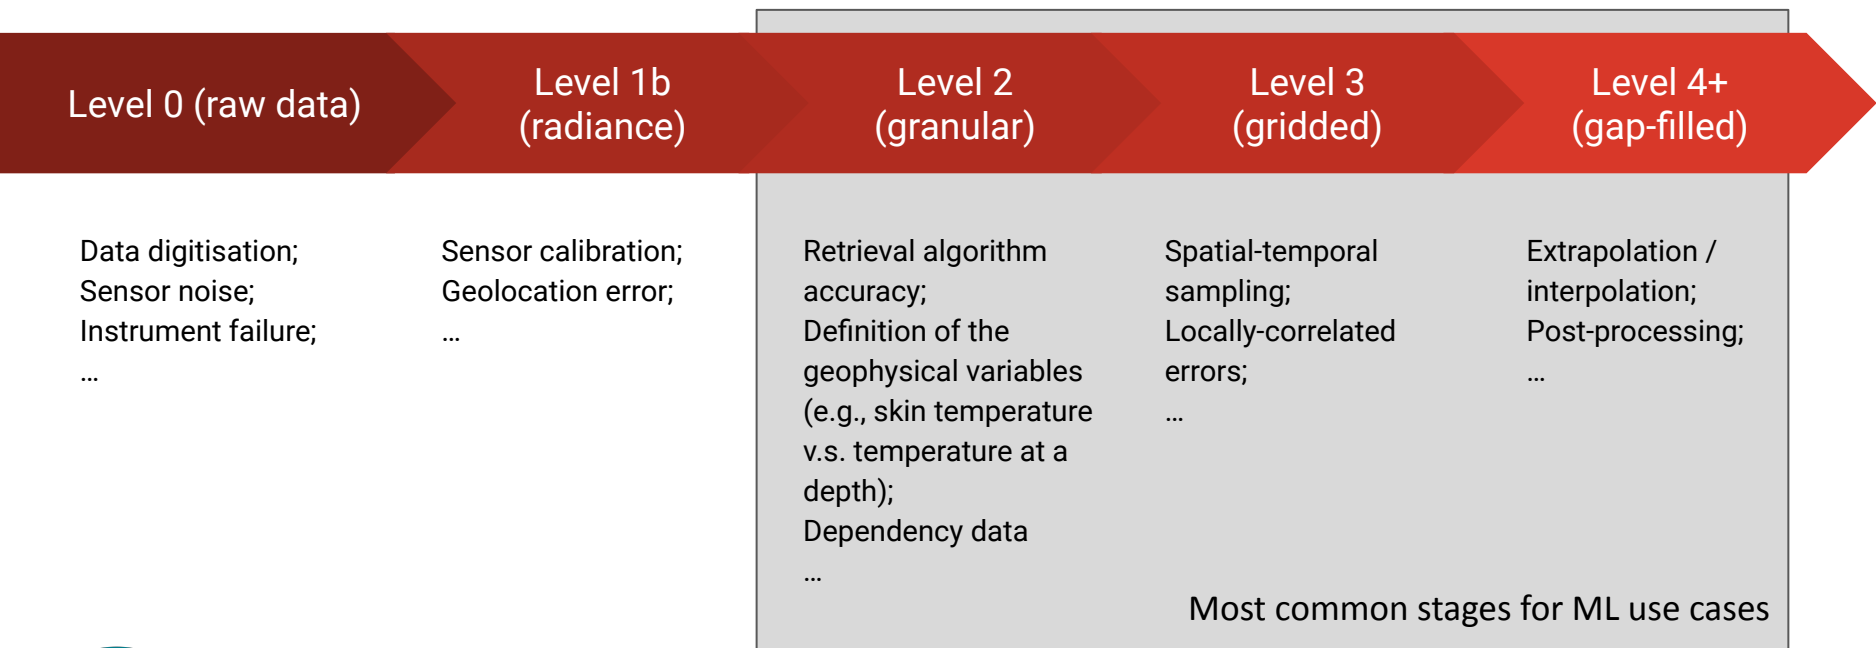 Level 0 (raw data)
Level 1b
(radiance)
Level 2
(granular)
Level 3
(gridded)
Level 4+
(gap-filled)
Data digitisation;
Sensor noise;
Instrument failure;
…
Sensor calibration;
Geolocation error;
…
Retrieval algorithm
accuracy;
Definition of the
geophysical variables
(e.g., skin temperature
v.s. temperature at a
depth);
Dependency data
…
Spatial-temporal
sampling;
Locally-correlated
errors;
…
Extrapolation /
interpolation;
Post-processing;
…
Most common stages for ML use cases